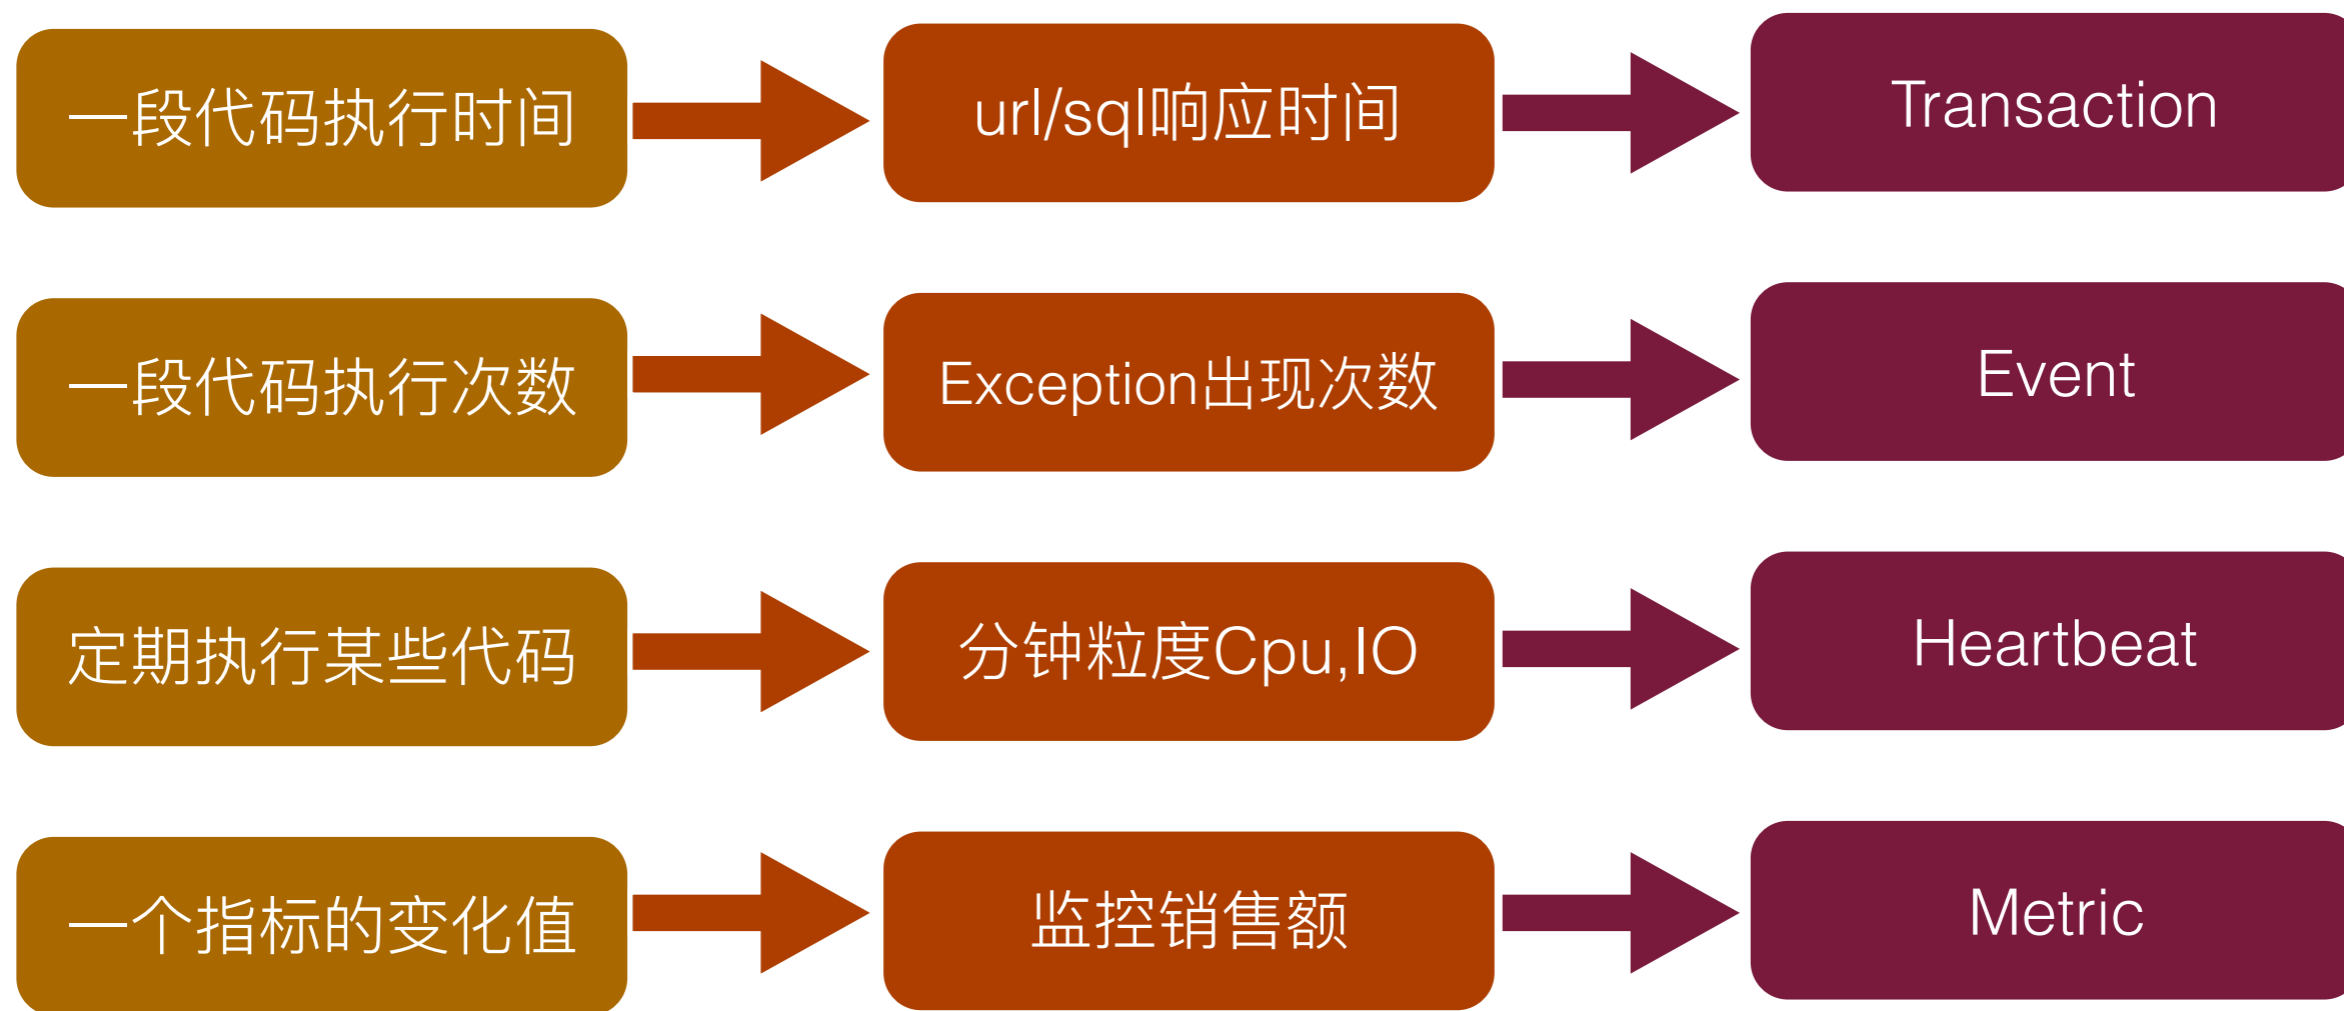 一段代码执行时间
url/sql响应时间
Transaction
一段代码执行次数
Exception出现次数
Event
定期执行某些代码
分钟粒度Cpu,IO
Heartbeat
一个指标的变化值
监控销售额
Metric